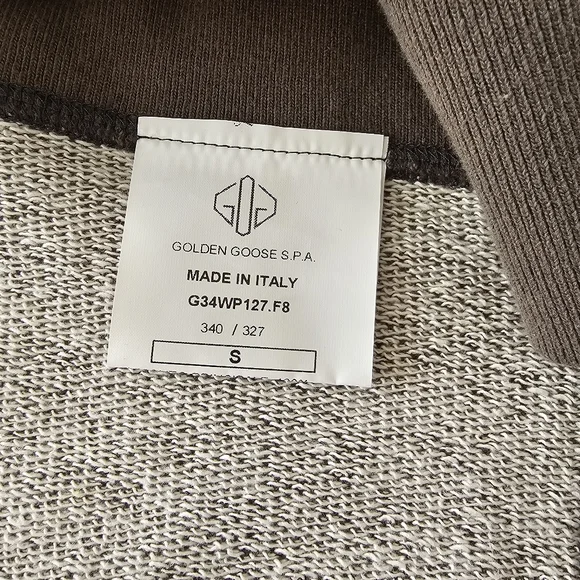 GOLDEN GOOSE S.P.A.
MADE IN ITALY
G34WP127.F8
340 / 327
S